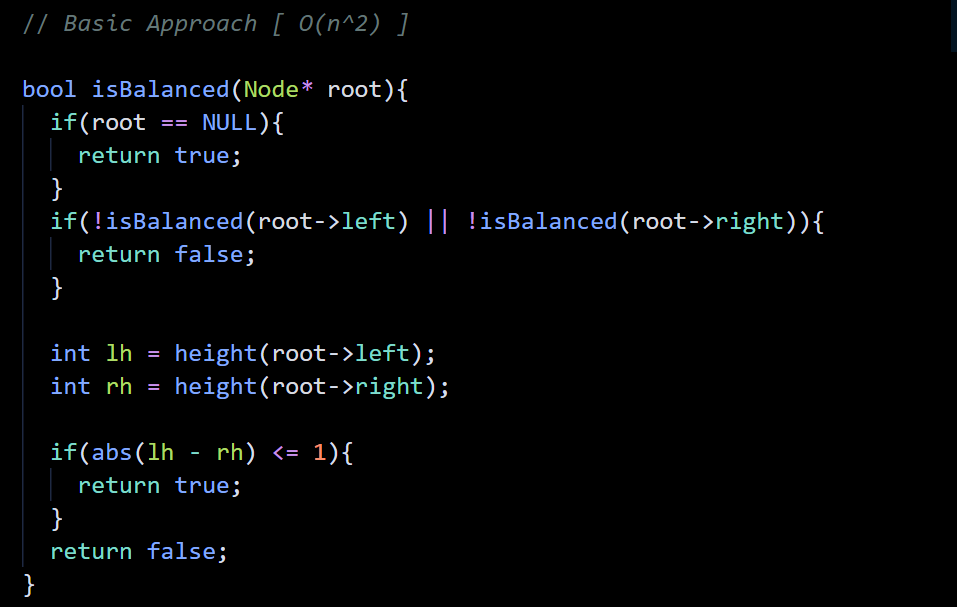 // Basic Approach [ O(n^2) ]
bool isBalanced(Node* root){
if(root == NULL){
return true;
}
if(!isBalanced(root->left) || !isBalanced(root->right)){
return false;
}
int lh = height(root->left);
int rh = height(root->right);
if(abs(lh - rh) <= 1){
return true;
}
return false;
}